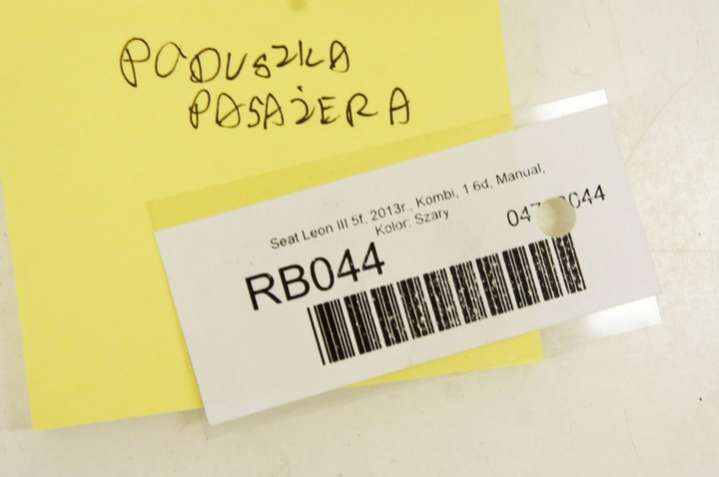 PODUSZKA
PASAŻERA
Seat Leon III 5f, 2013r., Kombi, 1 6d, Manual,
Kolor: Szary
RB044